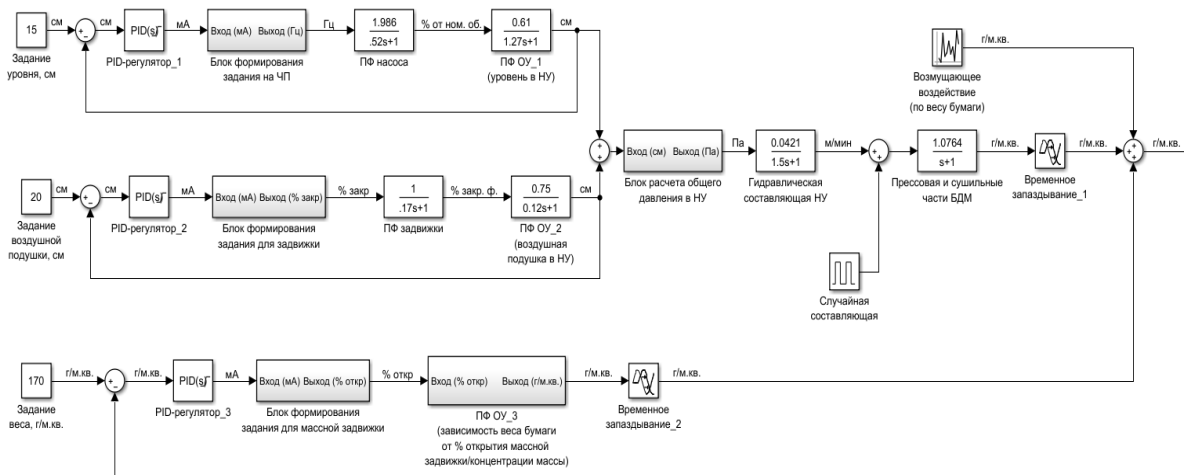 см
15
Задание
уровня, см
см
PID(s)
PID-регулятор_1
мА
Вход (мА) Выход (Гц)
Блок формирования
задания на ЧП
Гц
1.986
.52s+1
ПФ насоса
% от ном. об.
0.61
1.27s+1
ПФ ОУ_1
(уровень в НУ)
см
г/м.кв.
Возмущающее
воздействие
(по весу бумаги)
Вход (см) Выход (Па)
Блок расчета общего
давления в НУ
Па
0.0421
1.5s+1
Гидравлическая
составляющая НУ
м/мин
1.0764
s+1
Прессовая и сушильные
части БДМ
г/м.кв.
Временное
запаздывание_1
г/м.кв.
г/м.кв.
см
20
Задание
воздушной
подушки, см
см
PID(s)
PID-регулятор_2
мА
Вход (мА) Выход (% закр)
Блок формирования
задания для задвижки
% закр
1
.17s+1
ПФ задвижки
% закр. ф.
0.75
0.12s+1
ПФ ОУ_2
(воздушная
подушка в НУ)
см
Случайная
составляющая
г/м.кв.
170
Задание
веса, г/м.кв.
г/м.кв.
PID(s)
PID-регулятор_3
мА
Вход (мА) Выход (% откр)
Блок формирования
задания для массной задвижки
% откр
Вход (% откр) Выход (г/м.кв.)
ПФ ОУ_3
(зависимость веса бумаги
от % открытия массной
задвижки/концентрации массы)
г/м.кв.
Временное
запаздывание_2
г/м.кв.